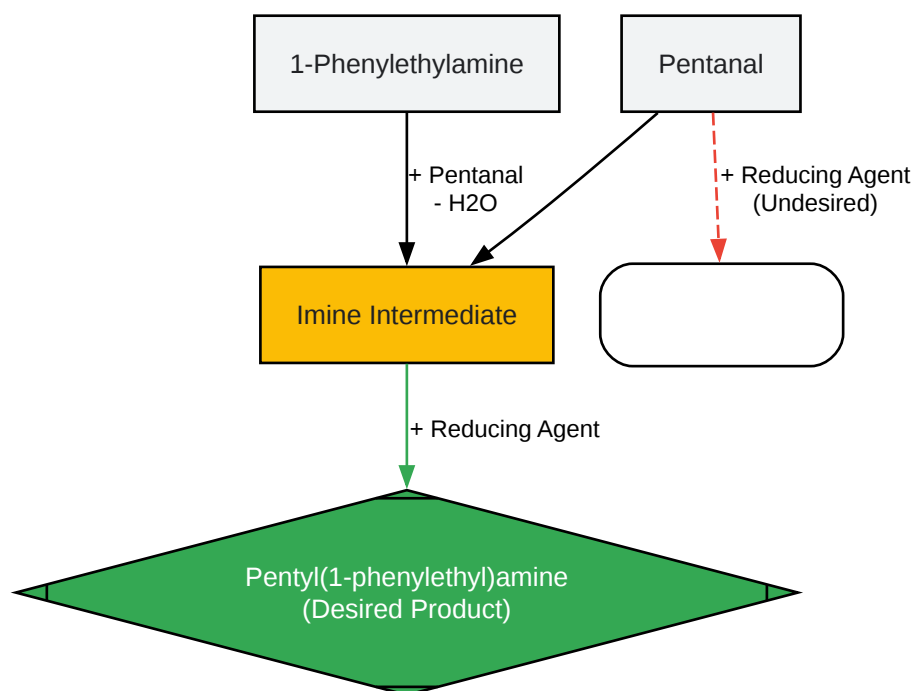 1-Phenylethylamine
Pentanal
+ Pentanal
- H2O
+ Reducing Agent
(Undesired)
Imine Intermediate
+ Reducing Agent
Pentyl(1-phenylethyl)amine
(Desired Product)